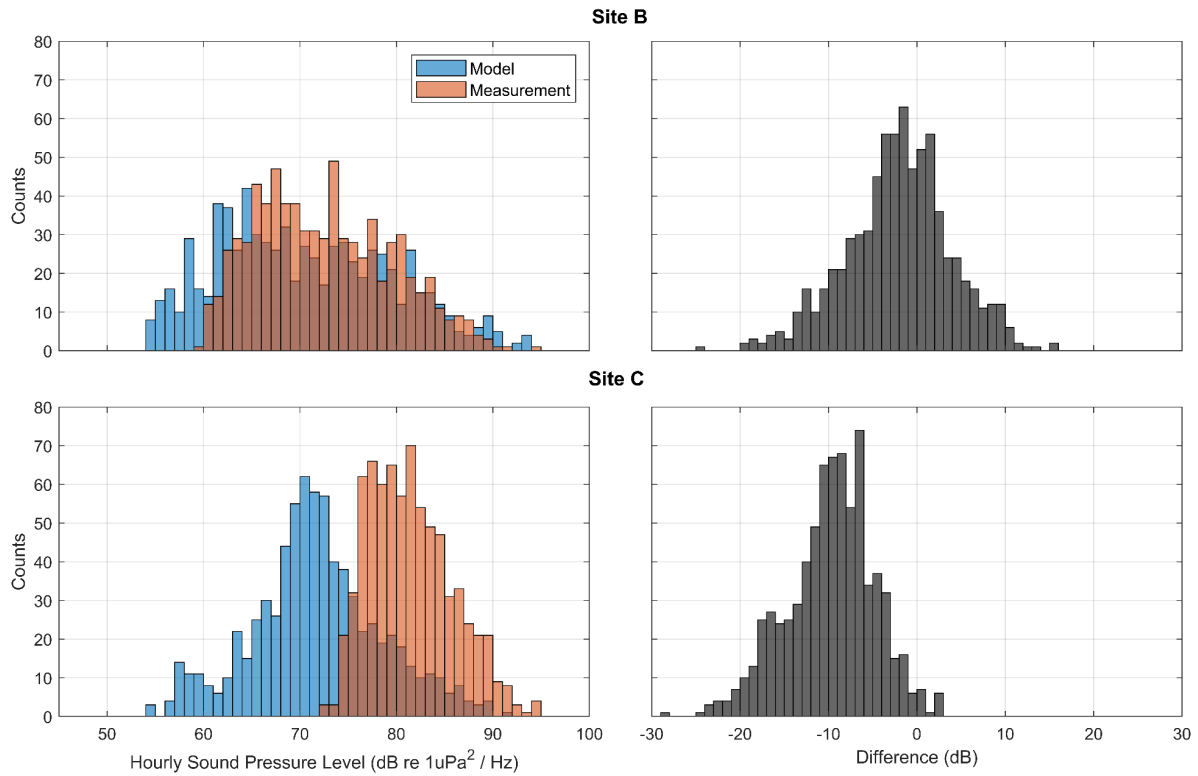 Site B
80
70
60
50
40
30
20
10
0
Counts
Model
Measurement
Site C
80
70
60
50
40
30
20
10
0
Counts
50 60 70 80 90 100
Hourly Sound Pressure Level (dB re 1uPa² / Hz)
-30 -20 -10 0 10 20 30
Difference (dB)